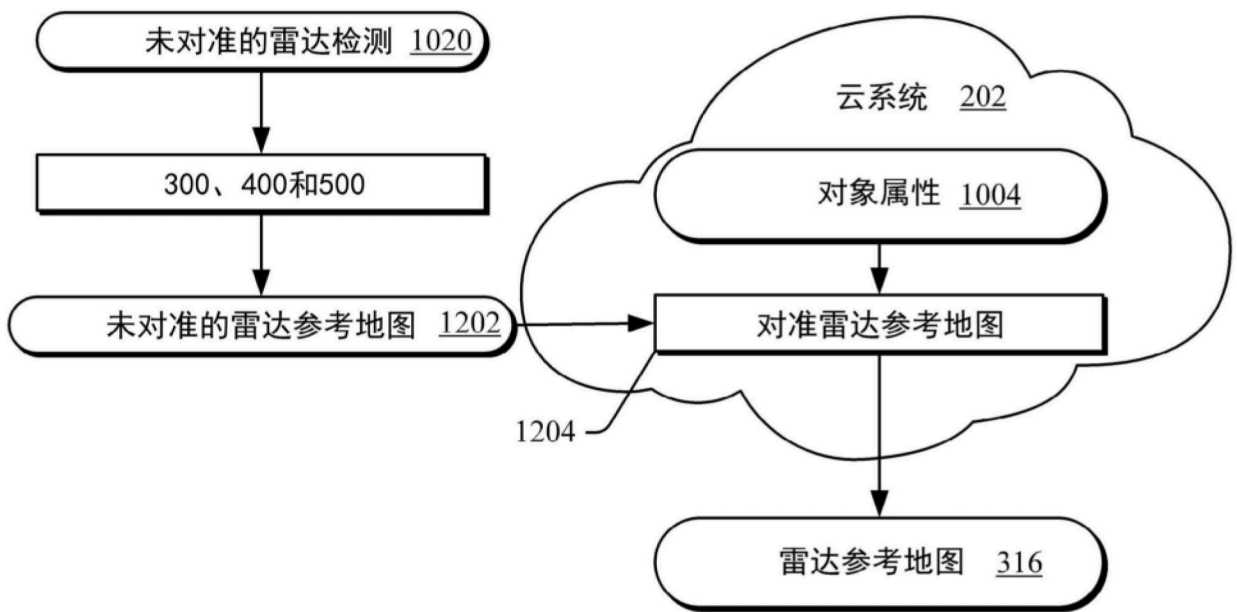 未对准的雷达检测 1020
300、400和500
未对准的雷达参考地图 1202
云系统 202
对象属性 1004
对准雷达参考地图
1204
雷达参考地图 316